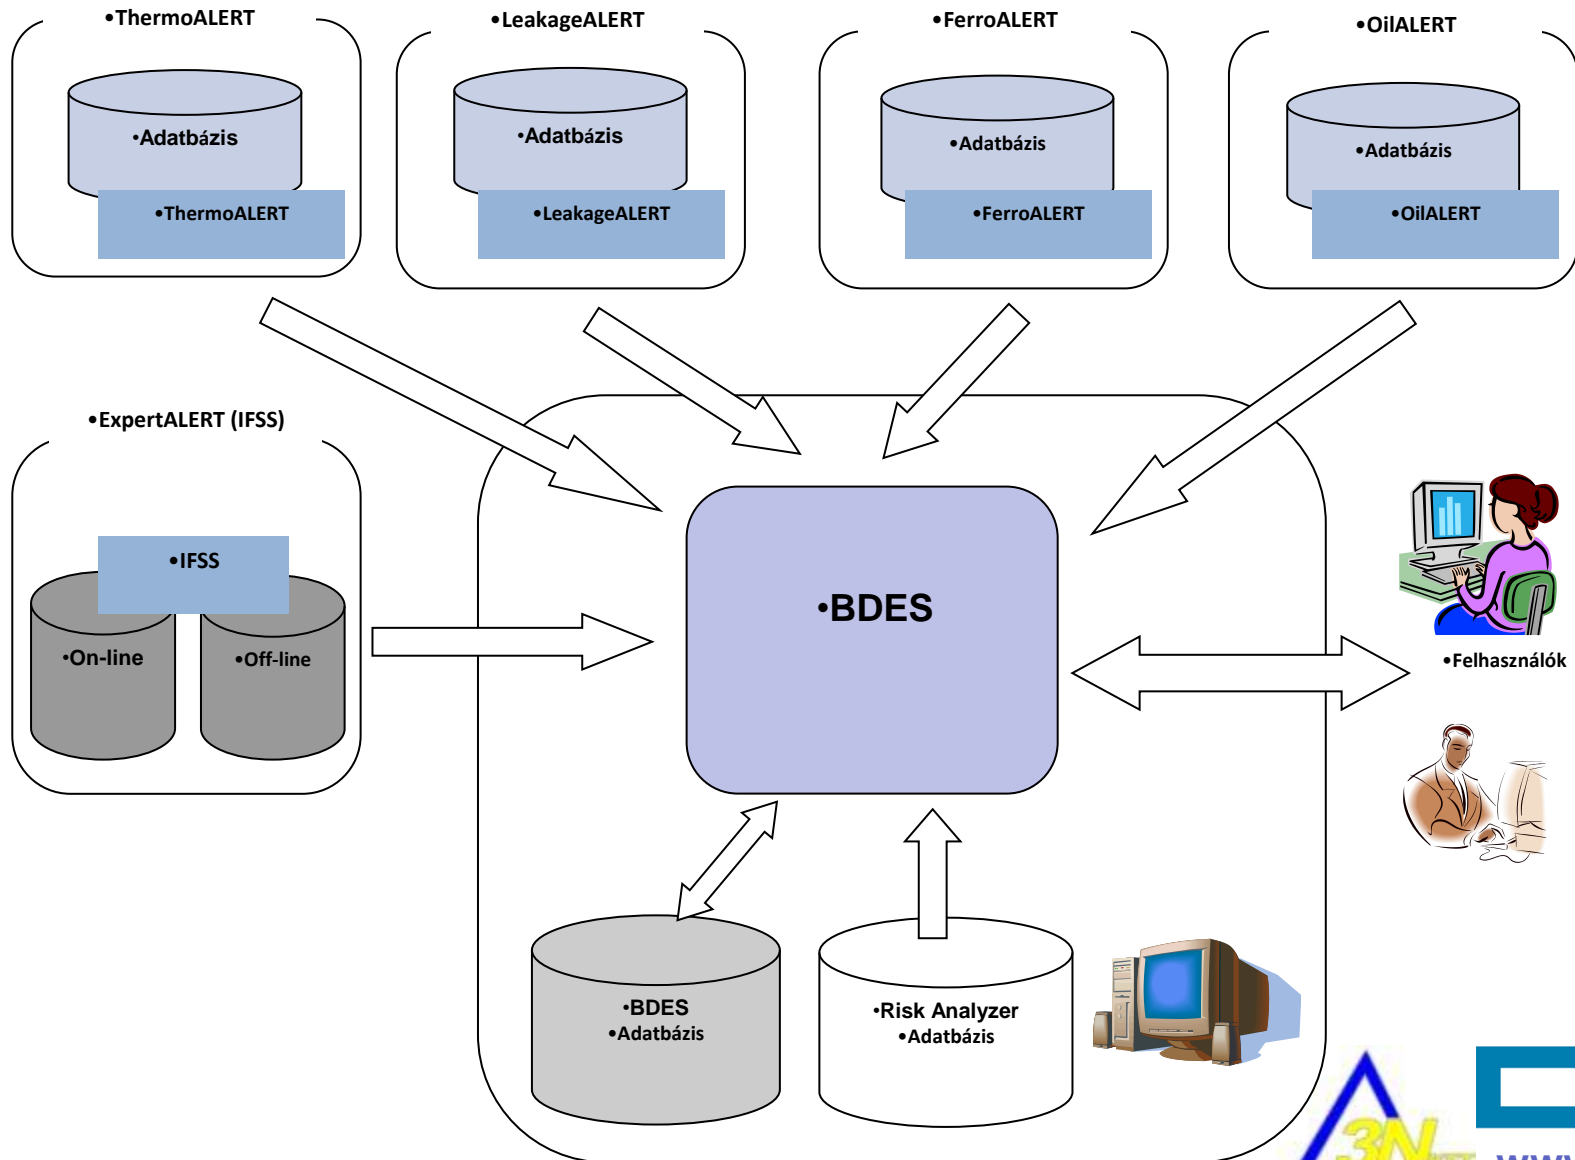 •ThermoALERT
•LeakageALERT
•FerroALERT
•OilALERT
•Adatbázis
•Adatbázis
•Adatbázis
•Adatbázis
•ThermoALERT
•LeakageALERT
•FerroALERT
•OilALERT
•ExpertALERT (IFSS)
•IFSS
•On-line
•Off-line
•BDES
•Felhasználók
•BDES
•Adatbázis
•Risk Analyzer
•Adatbázis
3N